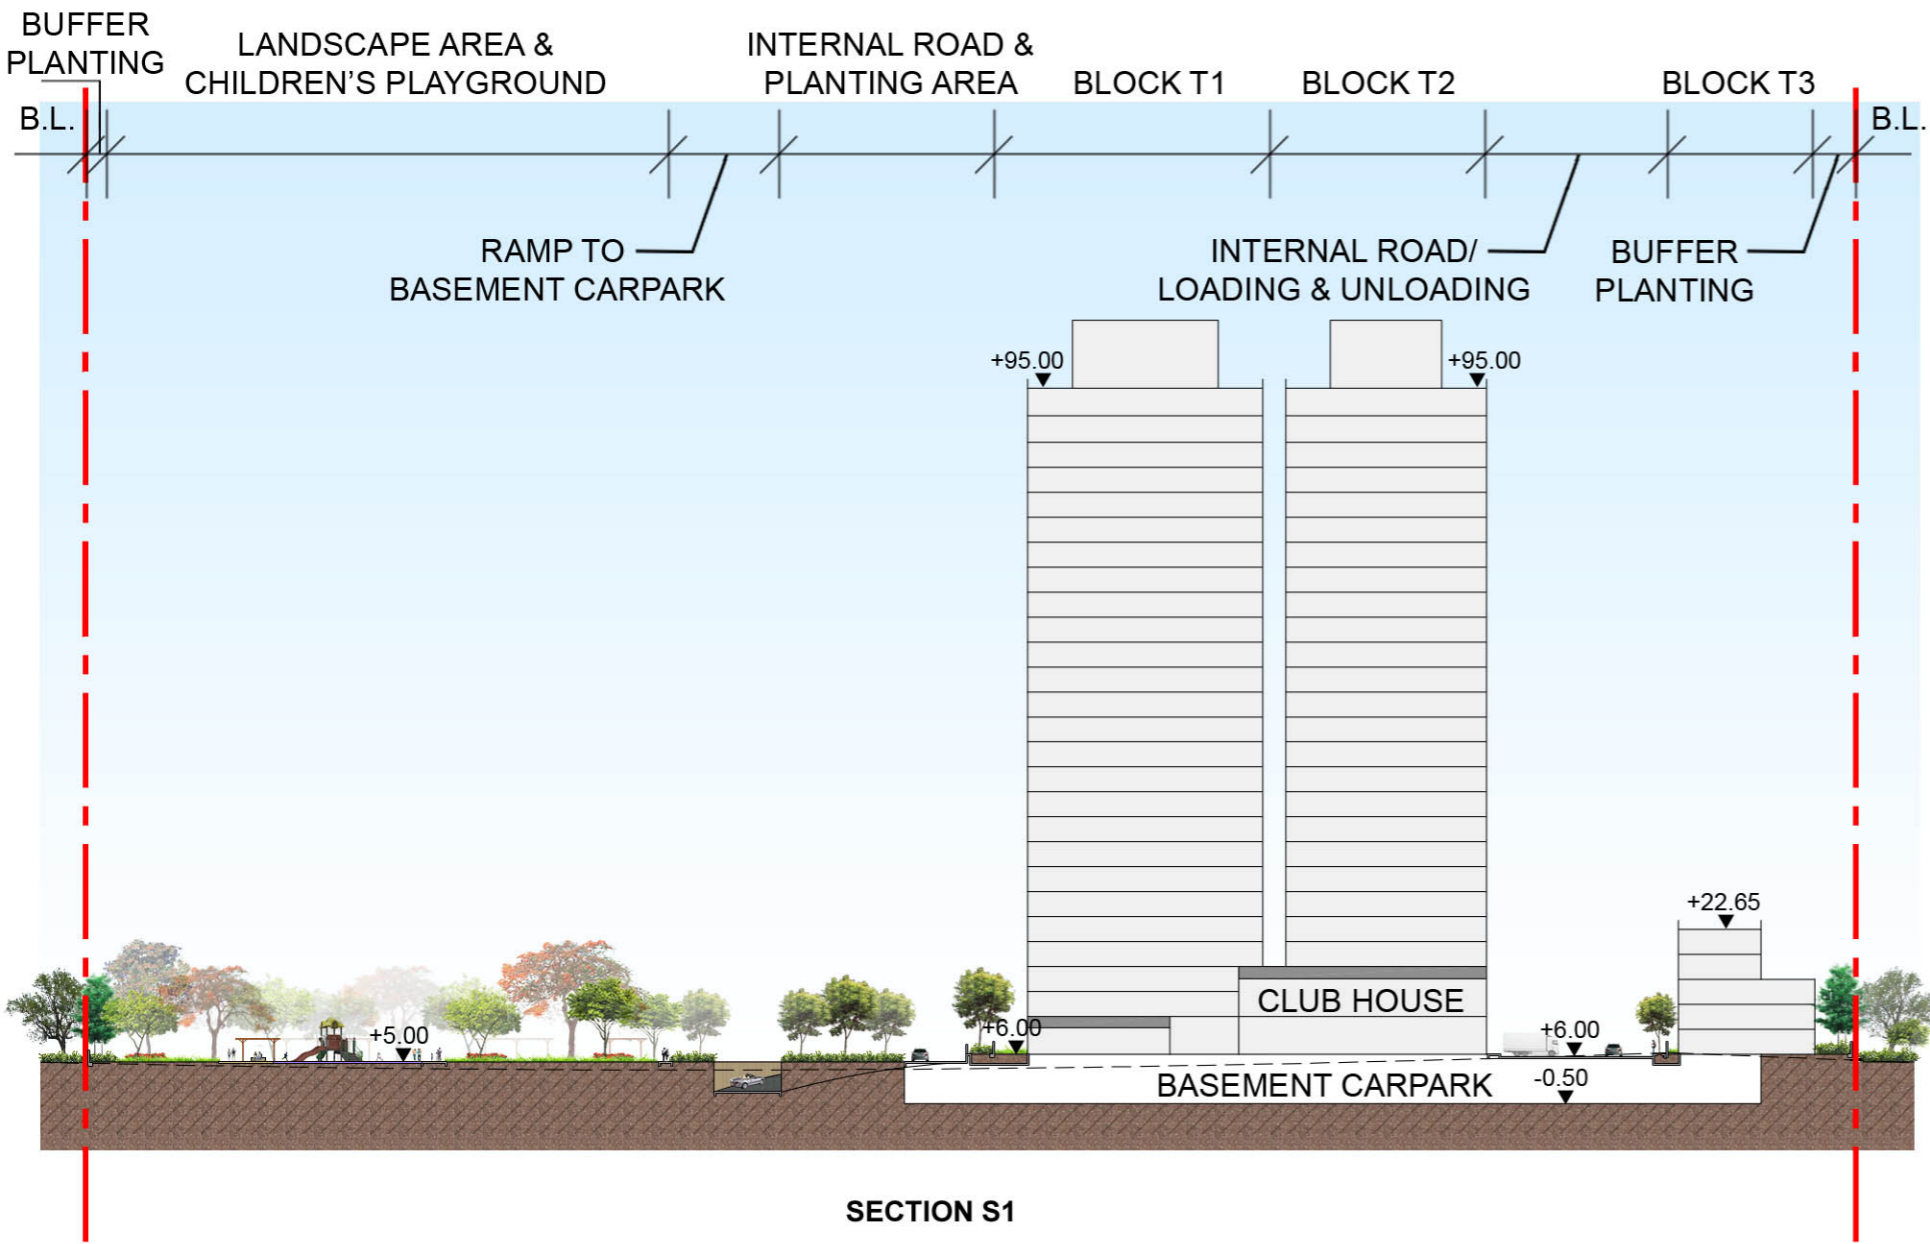 BUFFER
PLANTING
LANDSCAPE AREA &
CHILDREN'S PLAYGROUND
INTERNAL ROAD &
PLANTING AREA
BLOCK T1
BLOCK T2
BLOCK T3
B.L.
B.L.
RAMP TO
BASEMENT CARPARK
INTERNAL ROAD/
LOADING & UNLOADING
BUFFER
PLANTING
+95.00
+95.00
+22.65
CLUB HOUSE
+5.00
+6.00
+6.00
BASEMENT CARPARK
-0.50
SECTION S1